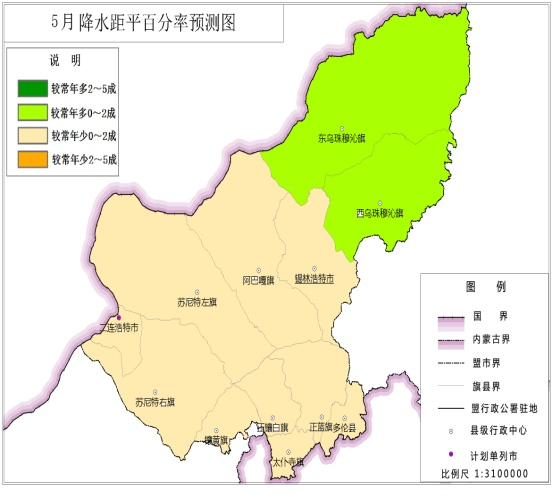 5月降水距平百分率预测图
说 明
较常年多2～5成
较常年多0～2成
较常年少0～2成
较常年少2～5成
东乌珠穆沁旗
西乌珠穆沁旗
阿巴嘎旗
锡林浩特市
苏尼特左旗
二连浩特市
苏尼特右旗
镶黄旗
正镶白旗
正蓝旗
多伦县
太仆寺旗
图 例
国 界
内蒙古界
盟市界
旗县界
盟行政公署驻地
县级行政中心
计划单列市
比例尺 1:3100000